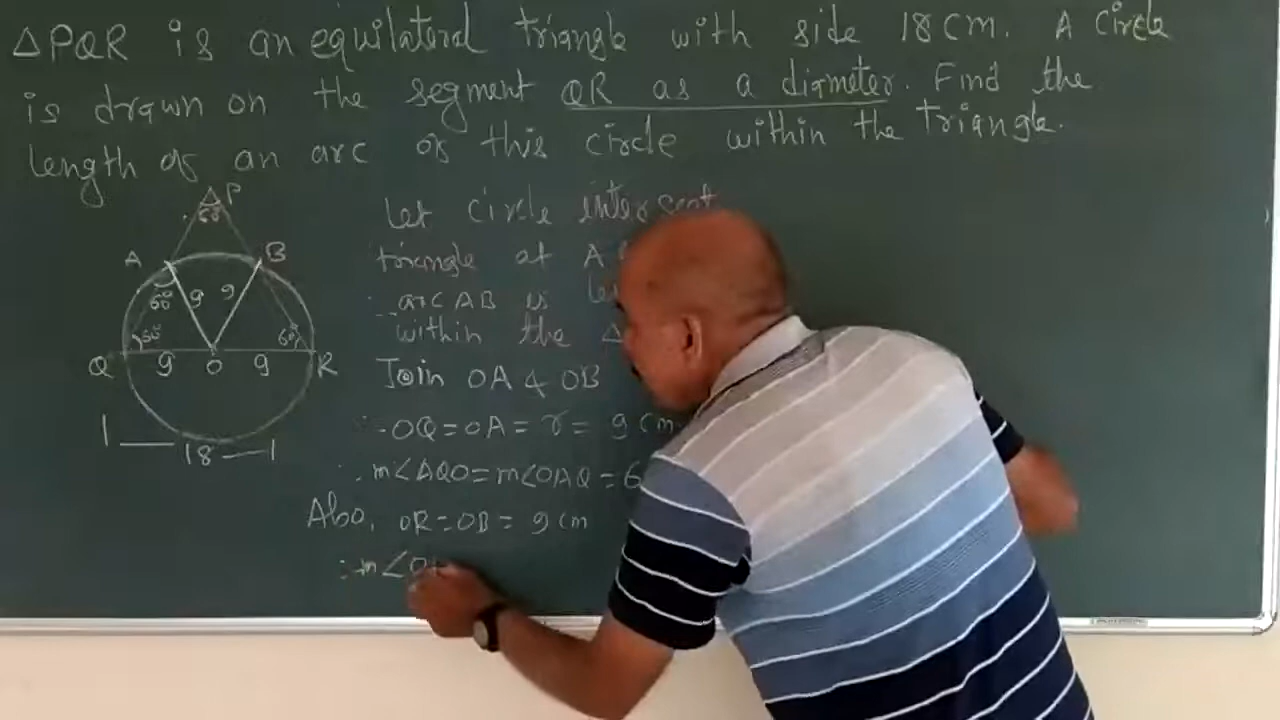 △PQR is an equilateral triangle with side 18 cm. A circle
is drawn on the segment QR as a diameter. Find the
length of an arc of this circle within the triangle.
P
60°
A
B
60°
9
9
60°
60°
Q
9
O
9
R
18
Let circle intersect
triangle at A
∴ arc AB is
within the △
Join OA & OB
∴ OQ = OA = r = 9 cm
∴ m∠AQO = m∠OAQ = 6
Also, OR = OB = 9 cm
∴ m∠O